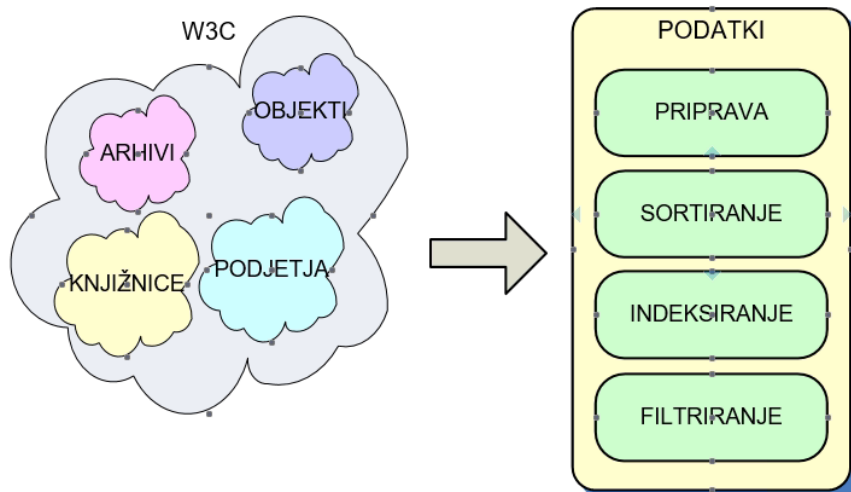 W3C
OBJEKTI
ARHIVI
KNJIŽNICE
PODJETJA
PODATKI
PRIPRAVA
SORTIRANJE
INDEKSIRANJE
FILTRIRANJE